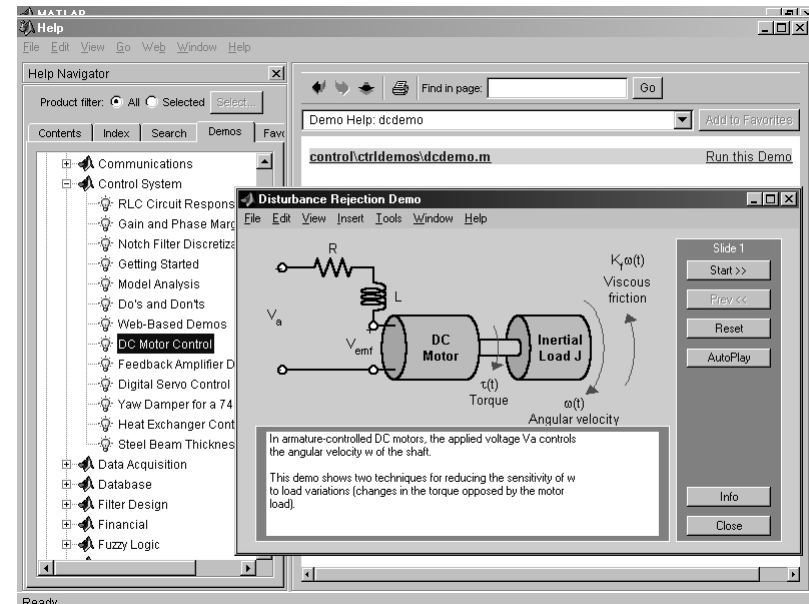 MATLAB
Help
File Edit View Go Web Window Help
Help Navigator
Product filter: All Selected Select...
Contents Index Search Demos Favo
Communications
Control System
RLC Circuit Respons
Gain and Phase Marg
Notch Filter Discretiza
Getting Started
Model Analysis
Do's and Don'ts
Web-Based Demos
DC Motor Control
Feedback Amplifier D
Digital Servo Control
Yaw Damper for a 74
Heat Exchanger Cont
Steel Beam Thicknes
Data Acquisition
Database
Filter Design
Financial
Fuzzy Logic
Find in page: Go
Demo Help: dcdemo Add to Favorites
control\ctrldemos\dcdemo.m Run this Demo
Disturbance Rejection Demo
File Edit View Insert Tools Window Help
R
L
Va
+
Vemf
-
DC
Motor
Inertial
Load J
τ(t)
Torque
Kfω(t)
Viscous
friction
ω(t)
Angular velocity
In armature-controlled DC motors, the applied voltage Va controls
the angular velocity w of the shaft.
This demo shows two techniques for reducing the sensitivity of w
to load variations (changes in the torque opposed by the motor
load).
Slide 1
Start >>
Prev <<
Reset
AutoPlay
Info
Close
Ready